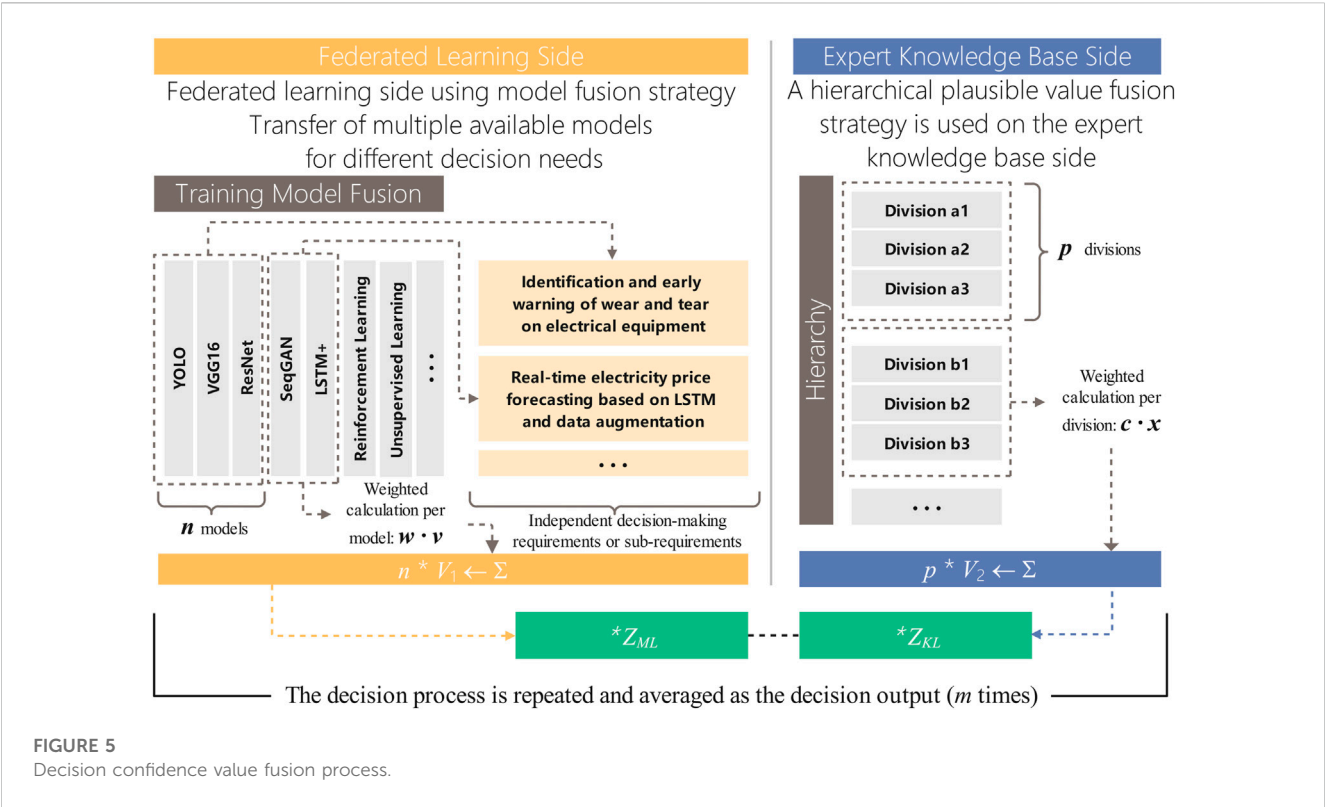 Federated Learning Side
Federated learning side using model fusion strategy
Transfer of multiple available models
for different decision needs
Training Model Fusion
YOLO
VGG16
ResNet
SeqGAN
LSTM+
Reinforcement Learning
Unsupervised Learning
...
Identification and early
warning of wear and tear
on electrical equipment
Real-time electricity price
forecasting based on LSTM
and data augmentation
...
n models
Weighted
calculation per
model: w · v
Independent decision-making
requirements or sub-requirements
n * V₁ ← Σ
Expert Knowledge Base Side
A hierarchical plausible value fusion
strategy is used on the expert
knowledge base side
Hierarchy
Division a1
Division a2
Division a3
p divisions
Division b1
Division b2
Division b3
...
Weighted
calculation per
division: c · x
p * V₂ ← Σ
*Z_ML
*Z_KL
The decision process is repeated and averaged as the decision output (m times)
FIGURE 5
Decision confidence value fusion process.